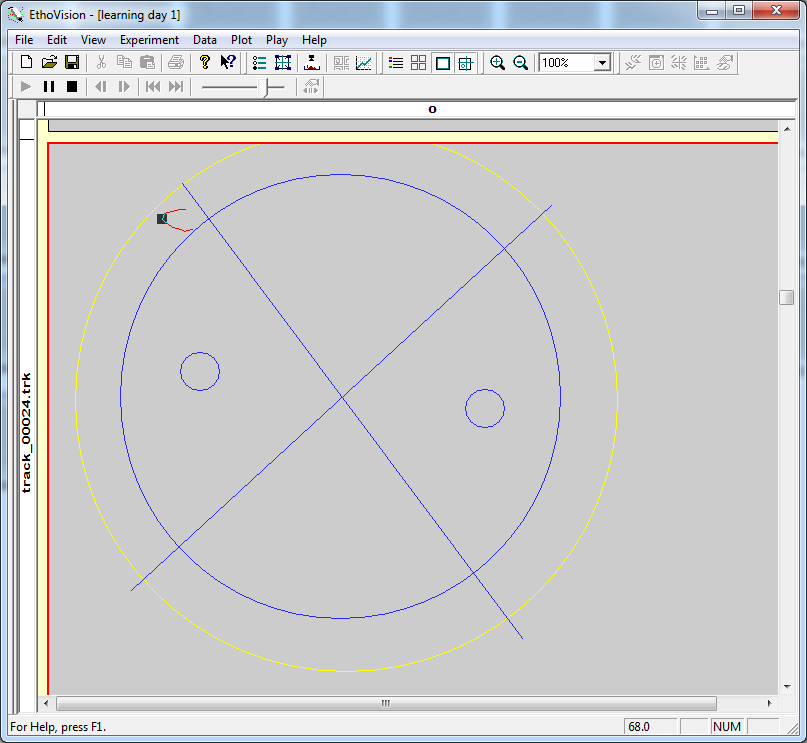 EthoVision - [learning day 1]
File Edit View Experiment Data Plot Play Help
100%
o
track_00024.trk
For Help, press F1.
68.0
NUM